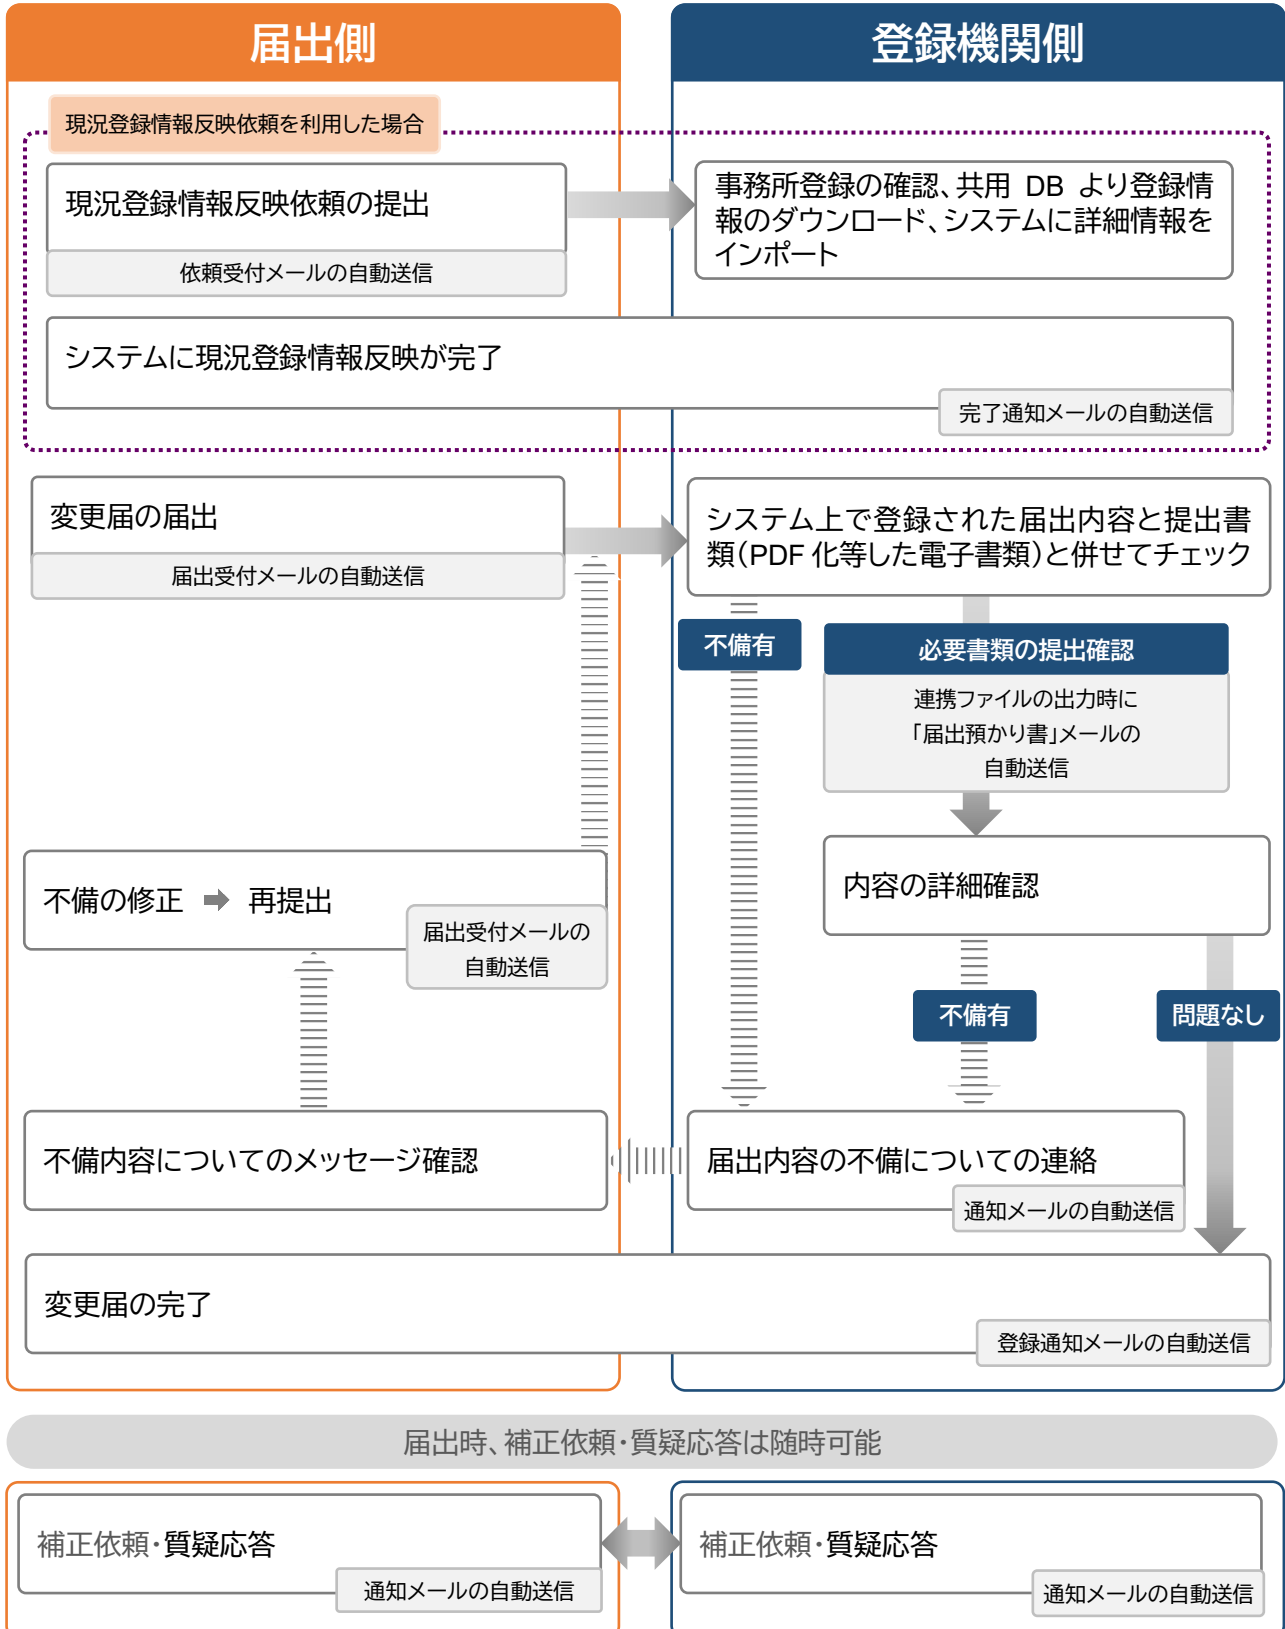 届出側
登録機関側
現況登録情報反映依頼を利用した場合
現況登録情報反映依頼の提出
依頼受付メールの自動送信
事務所登録の確認、共用 DB より登録情
報のダウンロード、システムに詳細情報を
インポート
システムに現況登録情報反映が完了
完了通知メールの自動送信
変更届の届出
届出受付メールの自動送信
システム上で登録された届出内容と提出書
類(PDF 化等した電子書類)と併せてチェック
不備有
必要書類の提出確認
連携ファイルの出力時に
「届出預かり書」メールの
自動送信
内容の詳細確認
不備の修正 ➡ 再提出
届出受付メールの
自動送信
不備有
問題なし
不備内容についてのメッセージ確認
届出内容の不備についての連絡
通知メールの自動送信
変更届の完了
登録通知メールの自動送信
届出時、補正依頼・質疑応答は随時可能
補正依頼・質疑応答
通知メールの自動送信
補正依頼・質疑応答
通知メールの自動送信